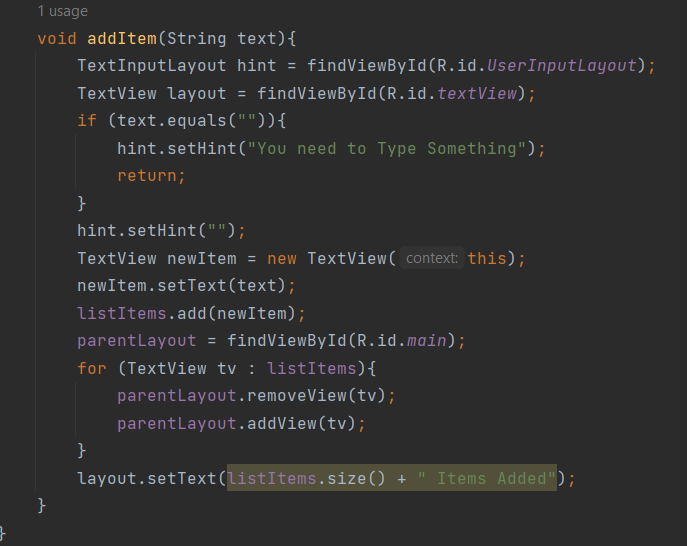 1 usage
void addItem(String text){
    TextInputLayout hint = findViewById(R.id.UserInputLayout);
    TextView layout = findViewById(R.id.textView);
    if (text.equals("")){
        hint.setHint("You need to Type Something");
        return;
    }
    hint.setHint("");
    TextView newItem = new TextView( context: this);
    newItem.setText(text);
    listItems.add(newItem);
    parentLayout = findViewById(R.id.main);
    for (TextView tv : listItems){
        parentLayout.removeView(tv);
        parentLayout.addView(tv);
    }
    layout.setText(listItems.size() + " Items Added");
}
}